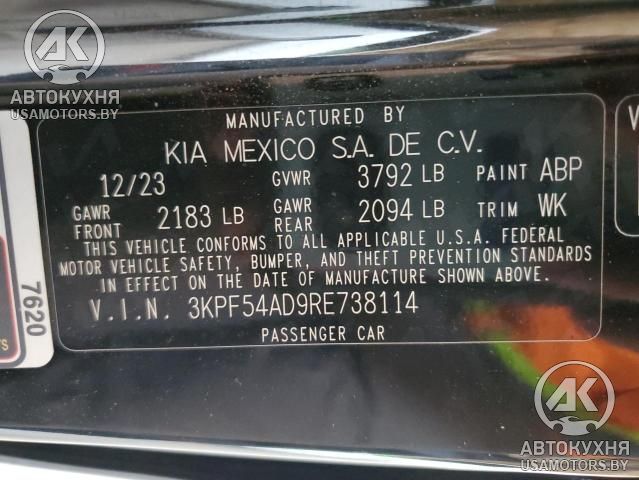 AK
АВТОКУХНЯ
USAMOTORS.BY
MANUFACTURED BY
KIA MEXICO S.A. DE C.V.
12/23 GVWR 3792 LB PAINT ABP
GAWR FRONT 2183 LB GAWR REAR 2094 LB TRIM WK
THIS VEHICLE CONFORMS TO ALL APPLICABLE U.S.A. FEDERAL
MOTOR VEHICLE SAFETY, BUMPER, AND THEFT PREVENTION STANDARDS
IN EFFECT ON THE DATE OF MANUFACTURE SHOWN ABOVE.
V.I.N. 3KPF54AD9RE738114
PASSENGER CAR
7620
AK
АВТОКУХНЯ
USAMOTORS.BY